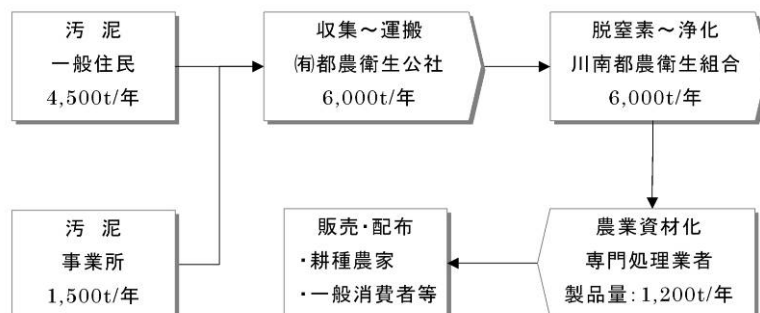 汚　泥
一般住民
4,500t/年
収集～運搬
㈲都農衛生公社
6,000t/年
脱窒素～浄化
川南都農衛生組合
6,000t/年
汚　泥
事業所
1,500t/年
販売・配布
・耕種農家
・一般消費者等
農業資材化
専門処理業者
製品量：1,200t/年